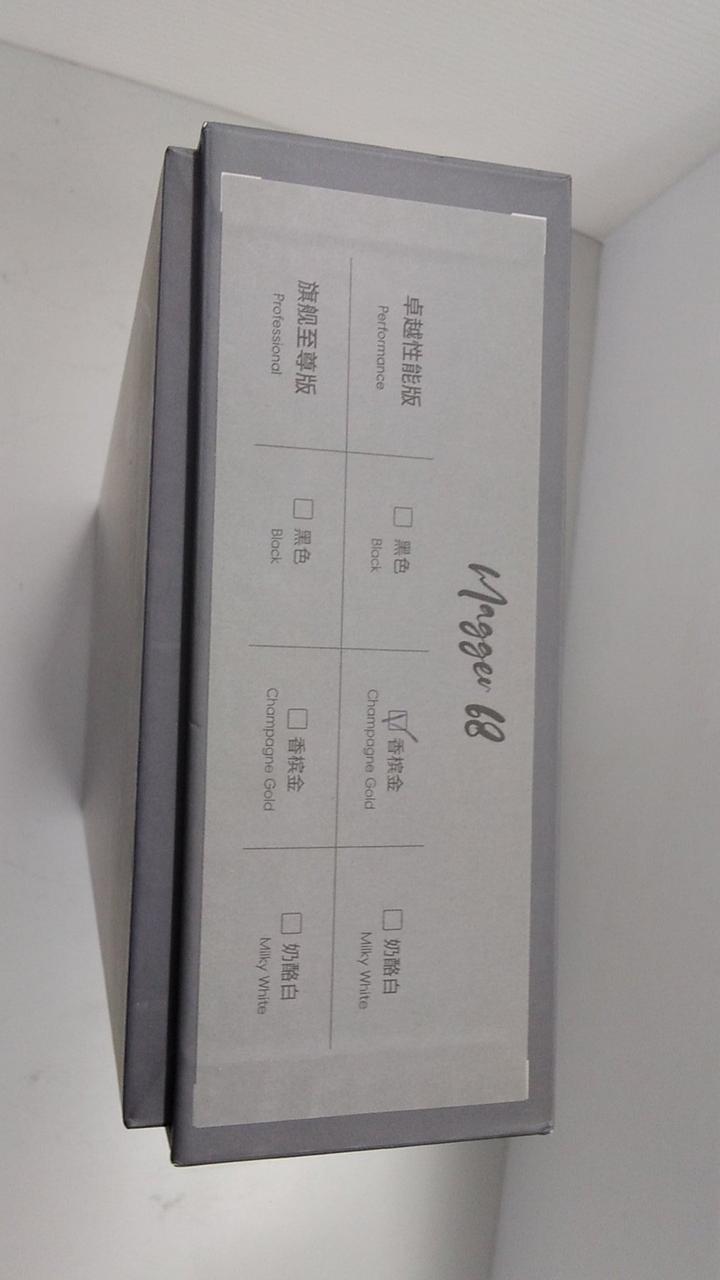 Magger 68
卓越性能版
Performance
黑色
Black
香槟金
Champagne Gold
奶酪白
Milky White
旗舰至尊版
Professional
黑色
Black
香槟金
Champagne Gold
奶酪白
Milky White